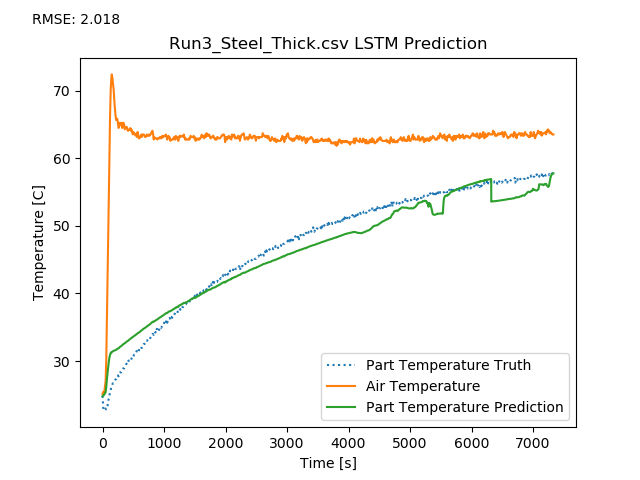 RMSE: 2.018
Run3_Steel_Thick.csv LSTM Prediction
Temperature [C]
70
60
50
40
30
Part Temperature Truth
Air Temperature
Part Temperature Prediction
0 1000 2000 3000 4000 5000 6000 7000
Time [s]